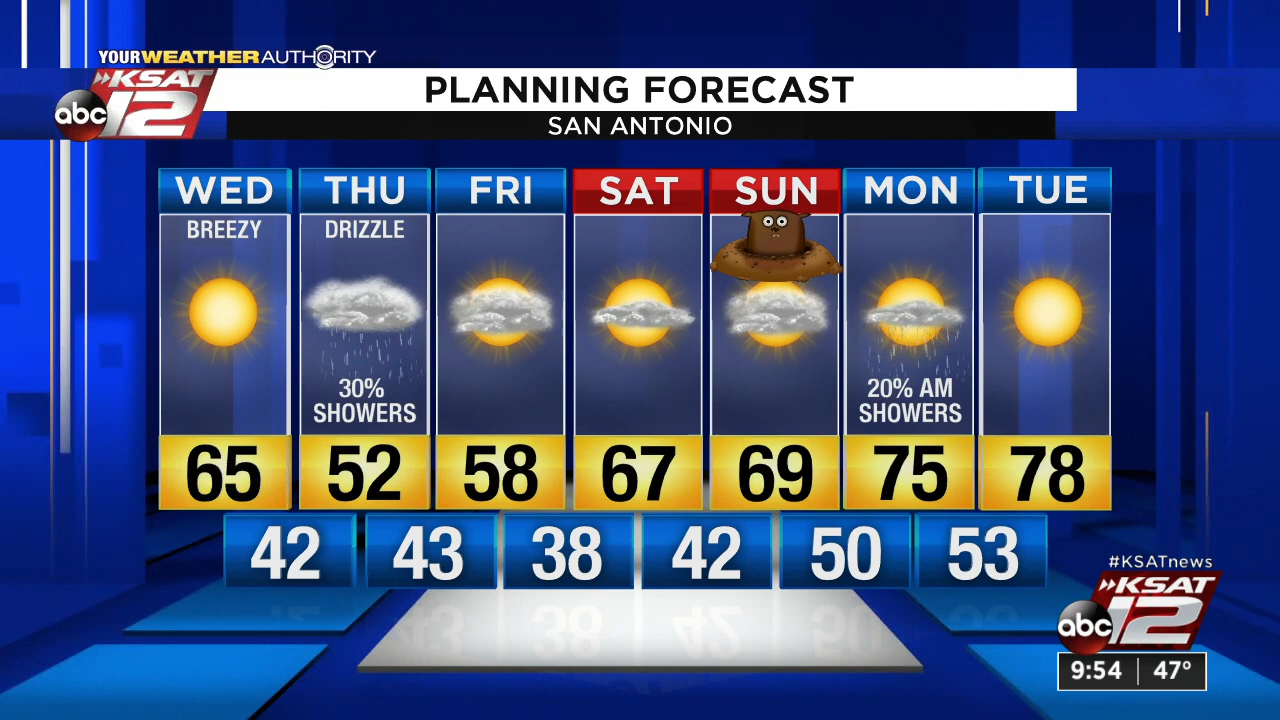 YOURWEATHERAUTHORITY
KSAT
abc 12
PLANNING FORECAST
SAN ANTONIO
WED THU FRI SAT SUN MON TUE
BREEZY DRIZZLE
30% 20% AM
SHOWERS SHOWERS
65 52 58 67 69 75 78
42 43 38 42 50 53
#KSATnews
KSAT
abc 12
9:54 47°